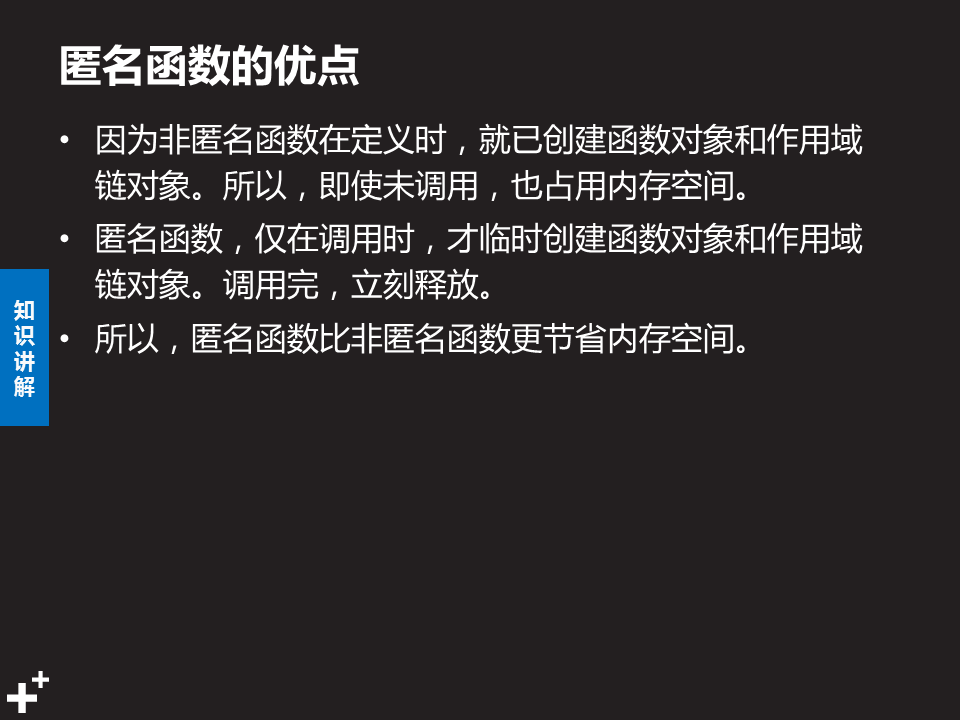 匿名函数的优点
• 因为非匿名函数在定义时，就已创建函数对象和作用域
链对象。所以，即使未调用，也占用内存空间。
• 匿名函数，仅在调用时，才临时创建函数对象和作用域
链对象。调用完，立刻释放。
• 所以，匿名函数比非匿名函数更节省内存空间。
知
识
讲
解